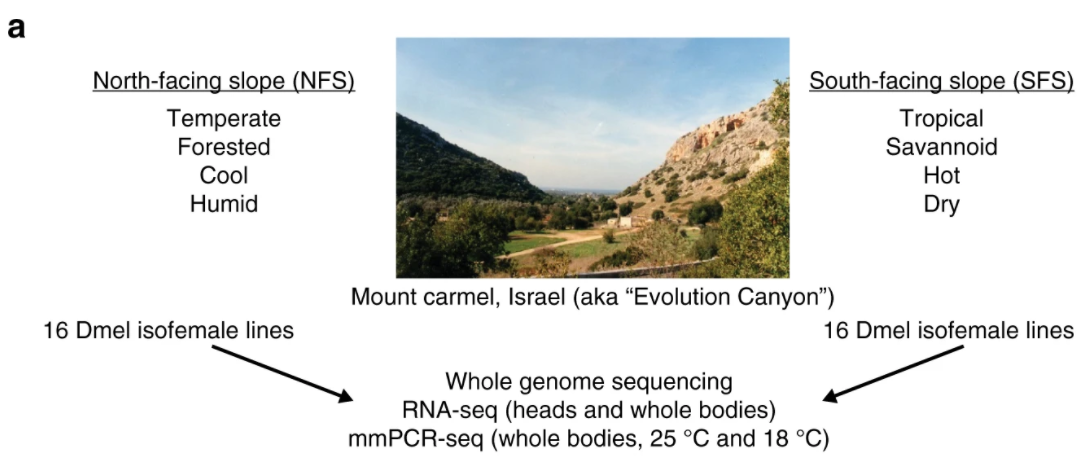 a
North-facing slope (NFS)
Temperate
Forested
Cool
Humid
South-facing slope (SFS)
Tropical
Savannoid
Hot
Dry
Mount carmel, Israel (aka “Evolution Canyon”)
16 Dmel isofemale lines
16 Dmel isofemale lines
Whole genome sequencing
RNA-seq (heads and whole bodies)
mmPCR-seq (whole bodies, 25 °C and 18 °C)